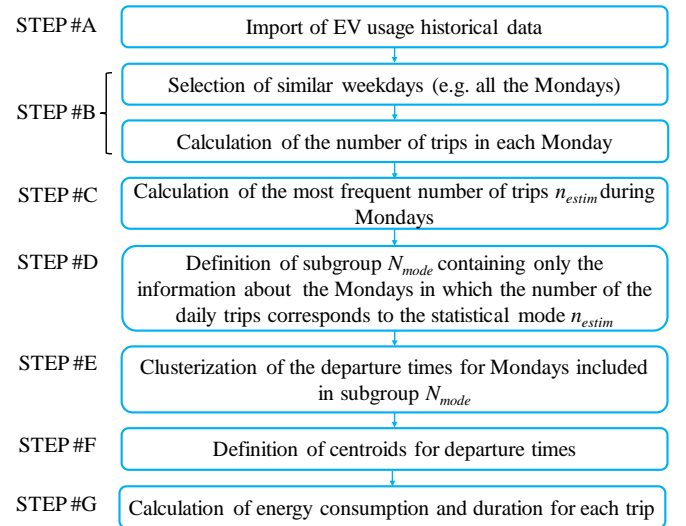 STEP #A
Import of EV usage historical data
Selection of similar weekdays (e.g. all the Mondays)
STEP #B
Calculation of the number of trips in each Monday
STEP #C
Calculation of the most frequent number of trips n_estim during
Mondays
STEP #D
Definition of subgroup N_mode containing only the
information about the Mondays in which the number of the
daily trips corresponds to the statistical mode n_estim
STEP #E
Clusterization of the departure times for Mondays included
in subgroup N_mode
STEP #F
Definition of centroids for departure times
STEP #G
Calculation of energy consumption and duration for each trip